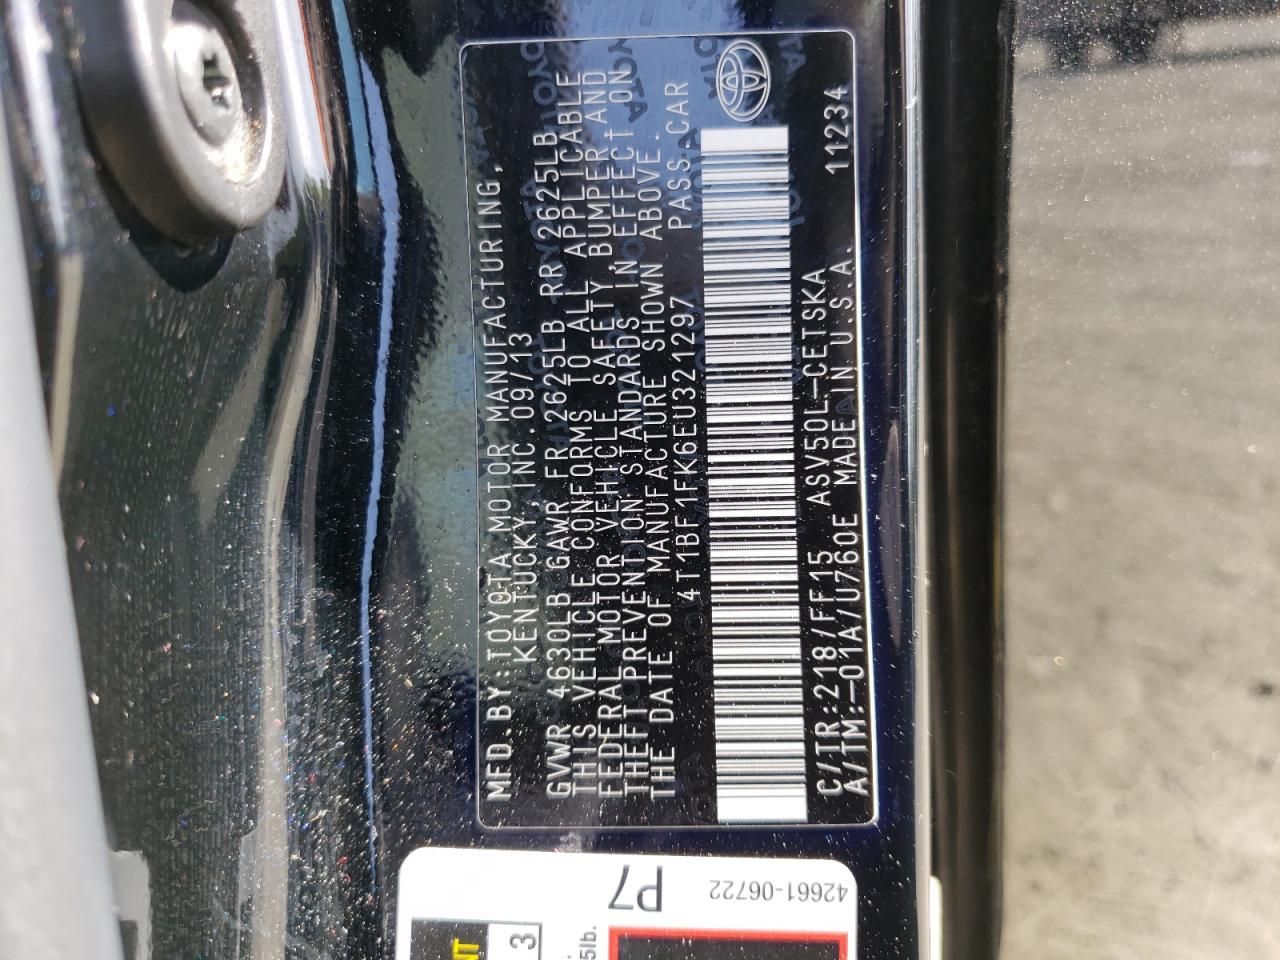 MFD.BY:TOYOTA MOTOR MANUFACTURING,
KENTUCKY,INC.09/13
GVWR 4630LB GAWR FR 2625LB RR 2625LB
THIS VEHICLE CONFORMS TO ALL APPLICABLE
FEDERAL MOTOR VEHICLE SAFETY BUMPER AND
THEFT PREVENTION STANDARDS IN EFFECT ON
THE DATE OF MANUFACTURE SHOWN ABOVE.
4T1BF1FK6EU321297 PASS.CAR
C/TR:218/FF15 ASV50L-CETSKA
A/TM:-01A/U760E MADE IN U.S.A. 11234
P7
42661-06722
3
5lb.
NT